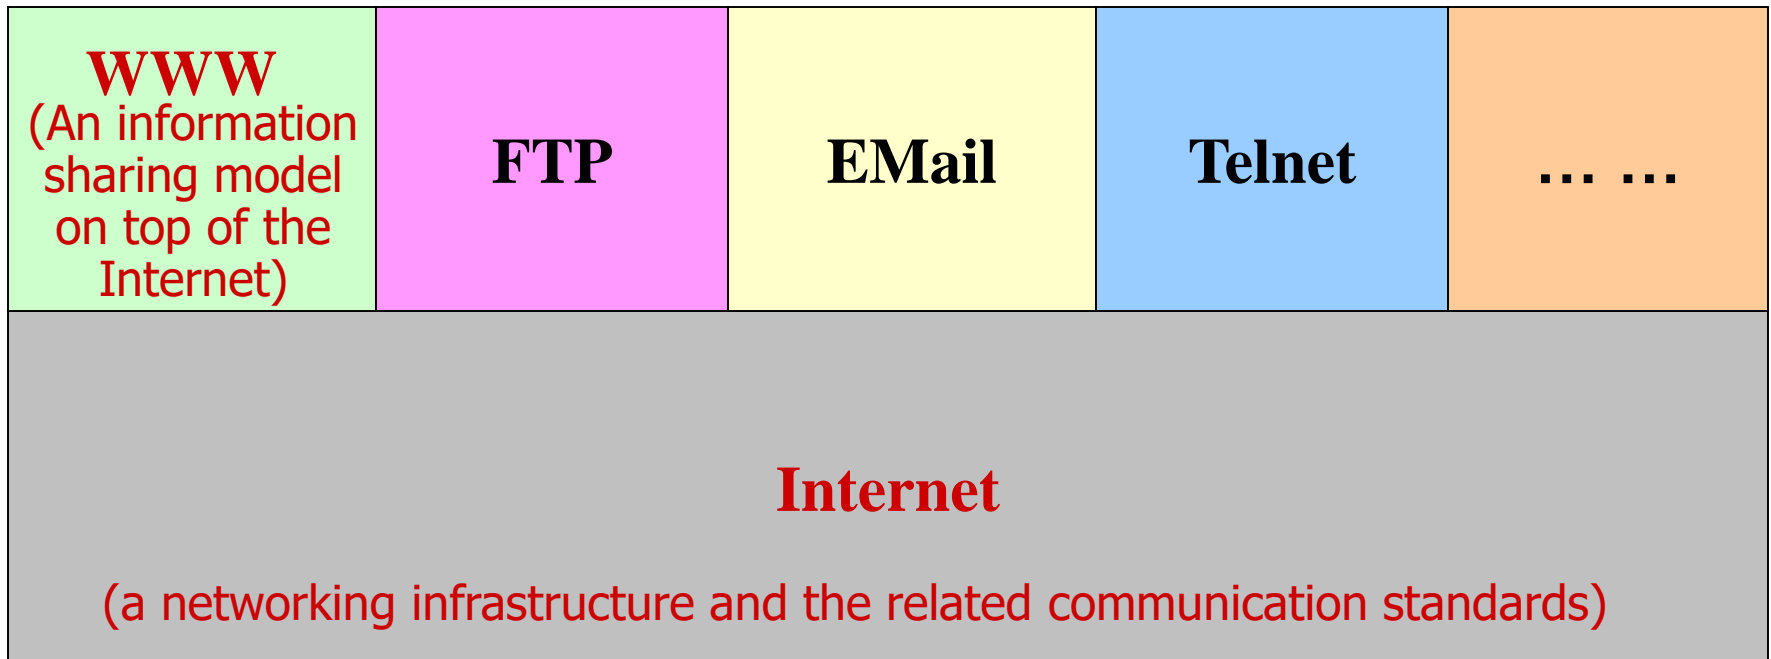 WWW
(An information
sharing model
on top of the
Internet)
FTP
EMail
Telnet
... ...
Internet
(a networking infrastructure and the related communication standards)